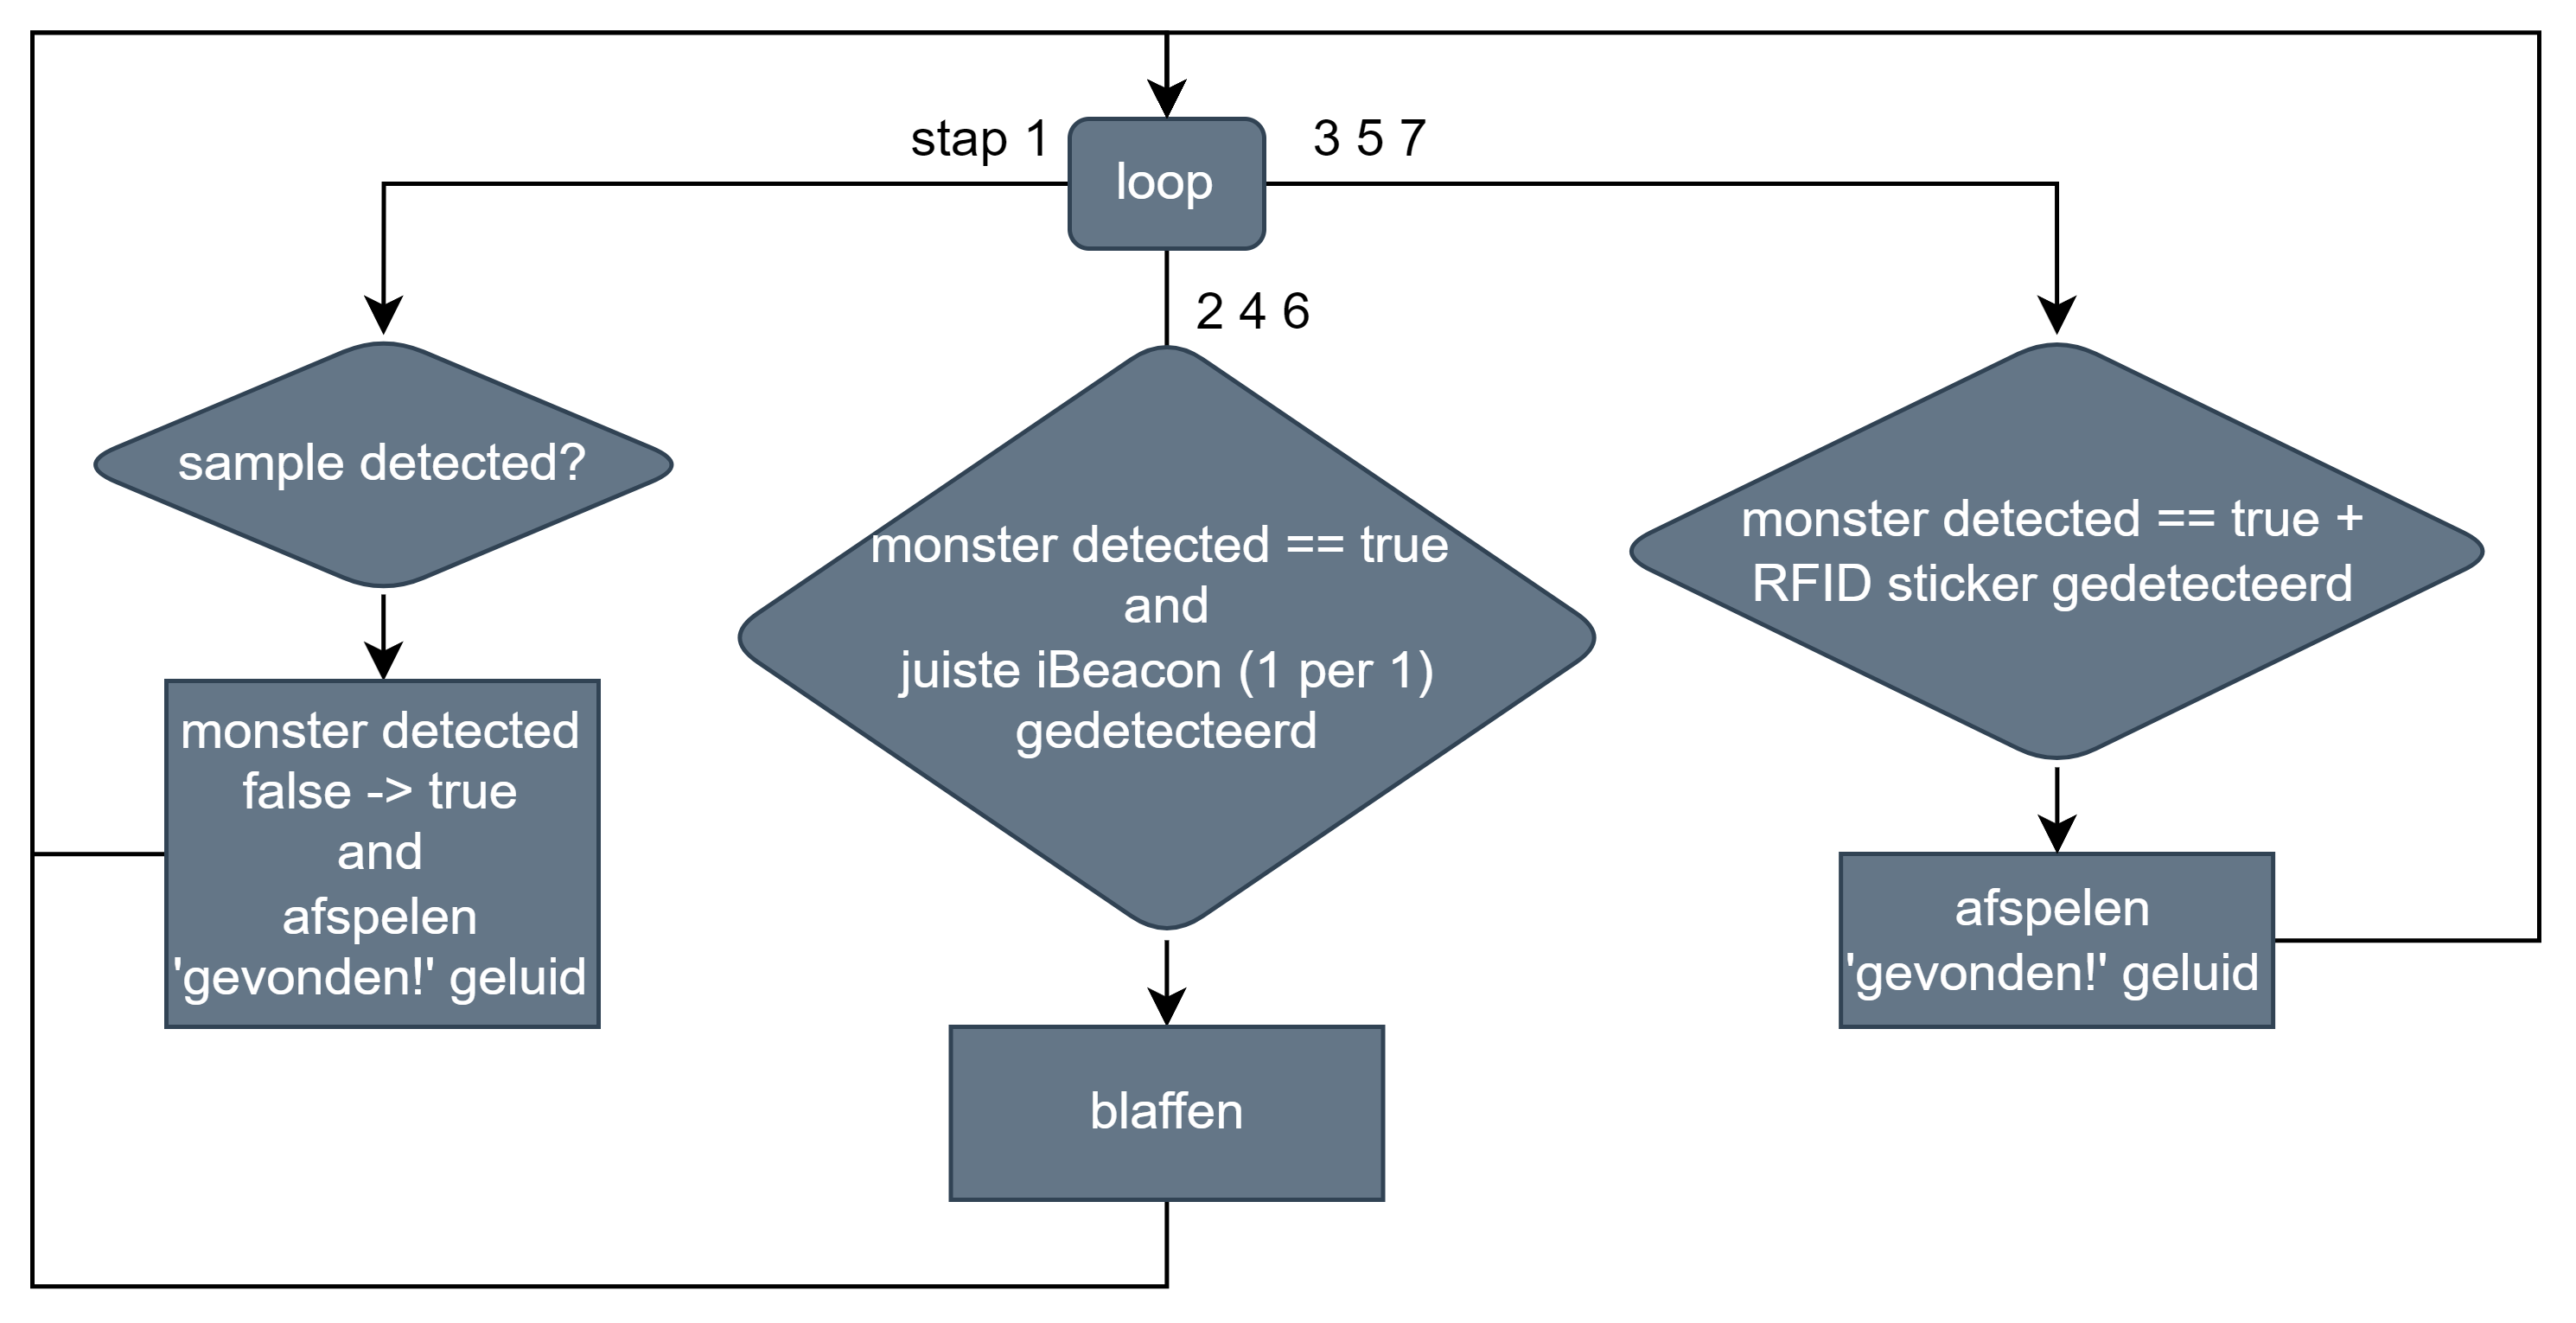 stap 1
loop
3 5 7
2 4 6
sample detected?
monster detected
false -> true
and
afspelen
'gevonden!' geluid
monster detected == true
and
juiste iBeacon (1 per 1)
gedetecteerd
blaffen
monster detected == true +
RFID sticker gedetecteerd
afspelen
'gevonden!' geluid